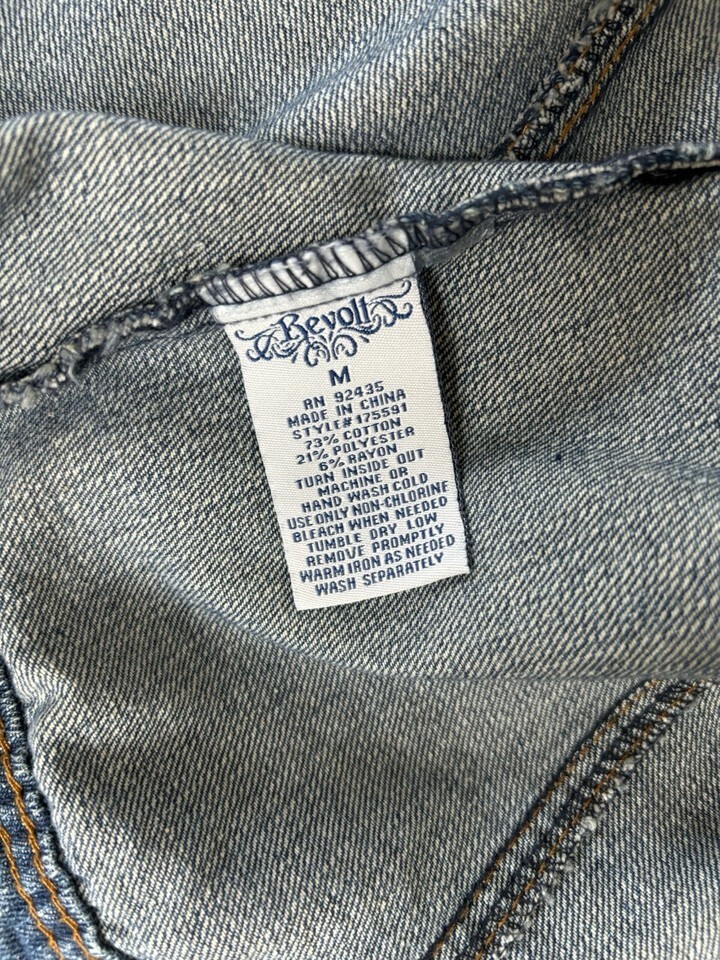 Revolt
M
RN 92435
MADE IN CHINA
STYLE# 175591
73% COTTON
21% POLYESTER
6% RAYON
TURN INSIDE OUT
MACHINE OR
HAND WASH COLD
USE ONLY NON-CHLORINE
BLEACH WHEN NEEDED
TUMBLE DRY LOW
REMOVE PROMPTLY
WARM IRON AS NEEDED
WASH SEPARATELY